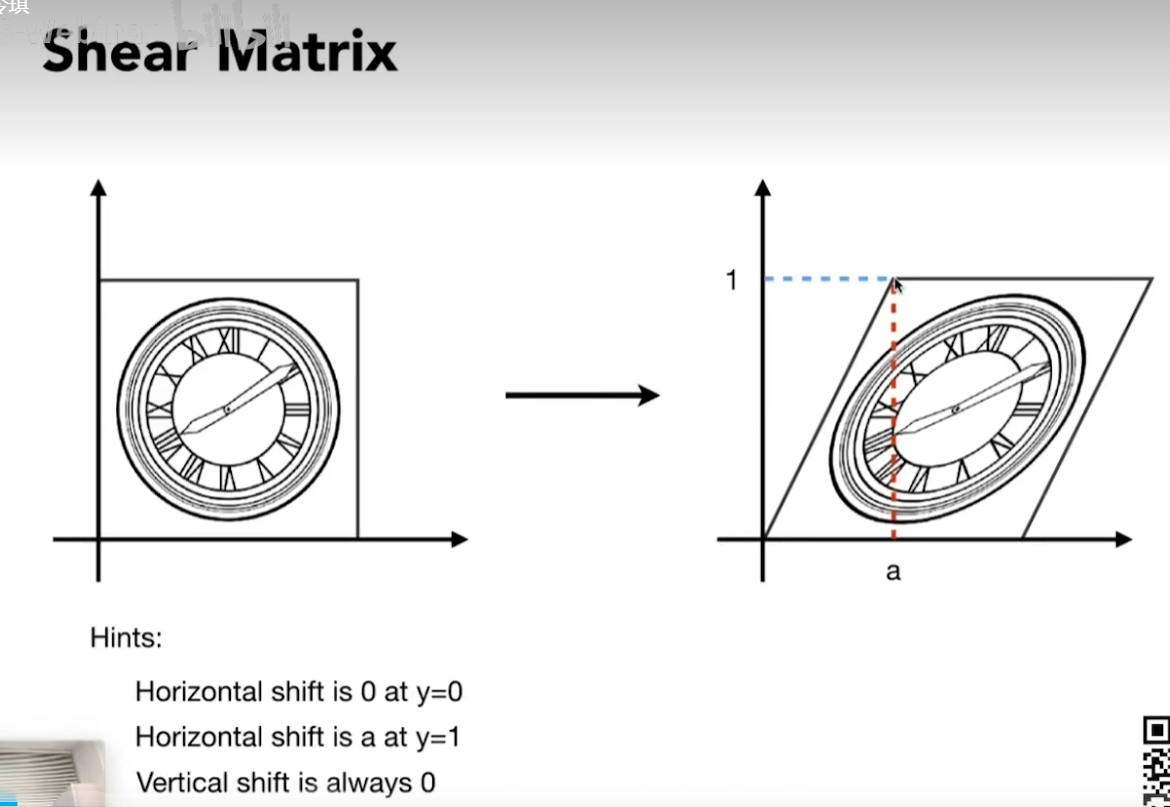 Shear Matrix
1
a
Hints:
Horizontal shift is 0 at y=0
Horizontal shift is a at y=1
Vertical shift is always 0